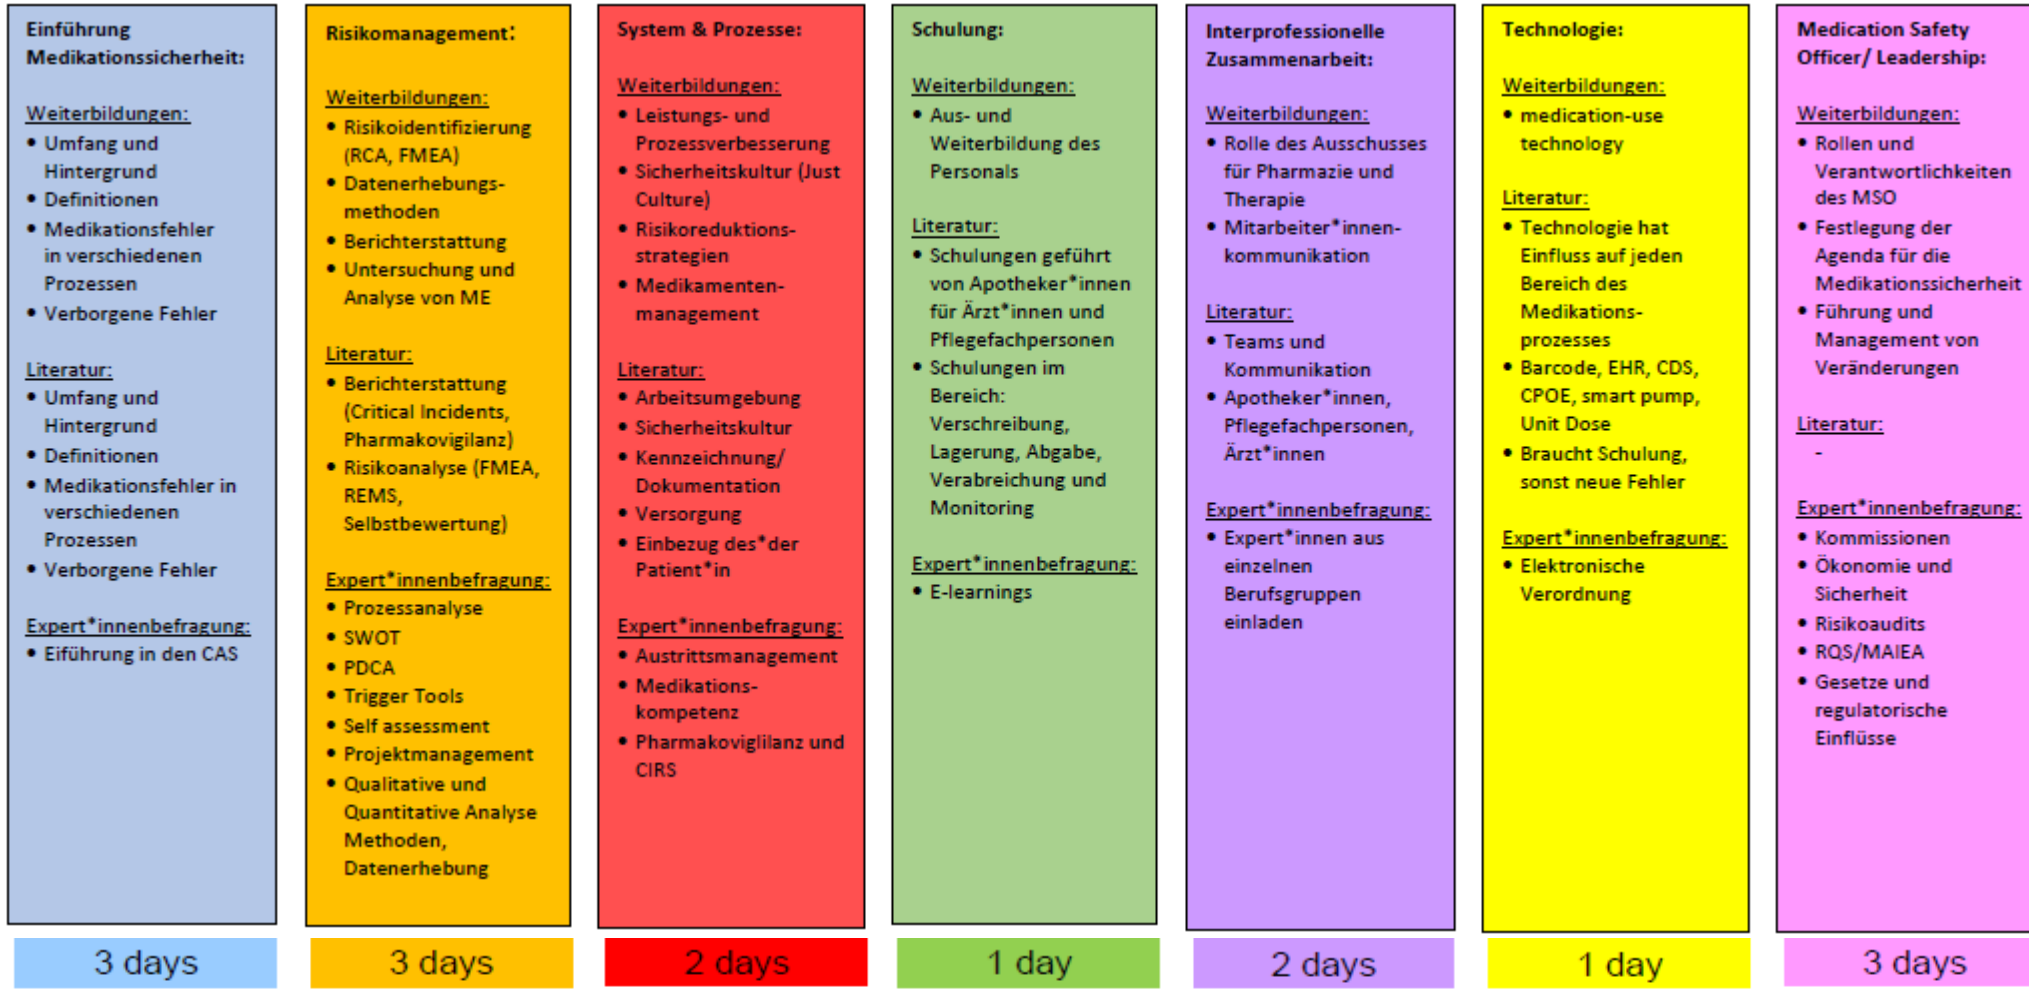 Einführung
Medikationssicherheit:
Weiterbildungen:
• Umfang und
Hintergrund
• Definitionen
• Medikationsfehler
in verschiedenen
Prozessen
• Verborgene Fehler
Literatur:
• Umfang und
Hintergrund
• Definitionen
• Medikationsfehler in
verschiedenen
Prozessen
• Verborgene Fehler
Expert*innenbefragung:
• Eiführung in den CAS
3 days
Risikomanagement:
Weiterbildungen:
• Risikoidentifizierung
(RCA, FMEA)
• Datenerhebungs-
methoden
• Berichterstattung
• Untersuchung und
Analyse von ME
Literatur:
• Berichterstattung
(Critical Incidents,
Pharmakovigilanz)
• Risikoanalyse (FMEA,
REMS,
Selbstbewertung)
Expert*innenbefragung:
• Prozessanalyse
• SWOT
• PDCA
• Trigger Tools
• Self assessment
• Projektmanagement
• Qualitative und
Quantitative Analyse
Methoden,
Datenerhebung
3 days
System & Prozesse:
Weiterbildungen:
• Leistungs- und
Prozessverbesserung
• Sicherheitskultur (Just
Culture)
• Risikoreduktions-
strategien
• Medikamenten-
management
Literatur:
• Arbeitsumgebung
• Sicherheitskultur
• Kennzeichnung/
Dokumentation
• Versorgung
• Einbezug des*der
Patient*in
Expert*innenbefragung:
• Austrittsmanagement
• Medikations-
kompetenz
• Pharmakoviglilanz und
CIRS
2 days
Schulung:
Weiterbildungen:
• Aus- und
Weiterbildung des
Personals
Literatur:
• Schulungen geführt
von Apotheker*innen
für Ärzt*innen und
Pflegefachpersonen
• Schulungen im
Bereich:
Verschreibung,
Lagerung, Abgabe,
Verabreichung und
Monitoring
Expert*innenbefragung:
• E-learnings
1 day
Interprofessionelle
Zusammenarbeit:
Weiterbildungen:
• Rolle des Ausschusses
für Pharmazie und
Therapie
• Mitarbeiter*innen-
kommunikation
Literatur:
• Teams und
Kommunikation
• Apotheker*innen,
Pflegefachpersonen,
Ärzt*innen
Expert*innenbefragung:
• Expert*innen aus
einzelnen
Berufsgruppen
einladen
2 days
Technologie:
Weiterbildungen:
• medication-use
technology
Literatur:
• Technologie hat
Einfluss auf jeden
Bereich des
Medikations-
prozesses
• Barcode, EHR, CDS,
CPOE, smart pump,
Unit Dose
• Braucht Schulung,
sonst neue Fehler
Expert*innenbefragung:
• Elektronische
Verordnung
1 day
Medication Safety
Officer/ Leadership:
Weiterbildungen:
• Rollen und
Verantwortlichkeiten
des MSO
• Festlegung der
Agenda für die
Medikationssicherheit
• Führung und
Management von
Veränderungen
Literatur:
-
Expert*innenbefragung:
• Kommissionen
• Ökonomie und
Sicherheit
• Risikoaudits
• RQS/MAIEA
• Gesetze und
regulatorische
Einflüsse
3 days